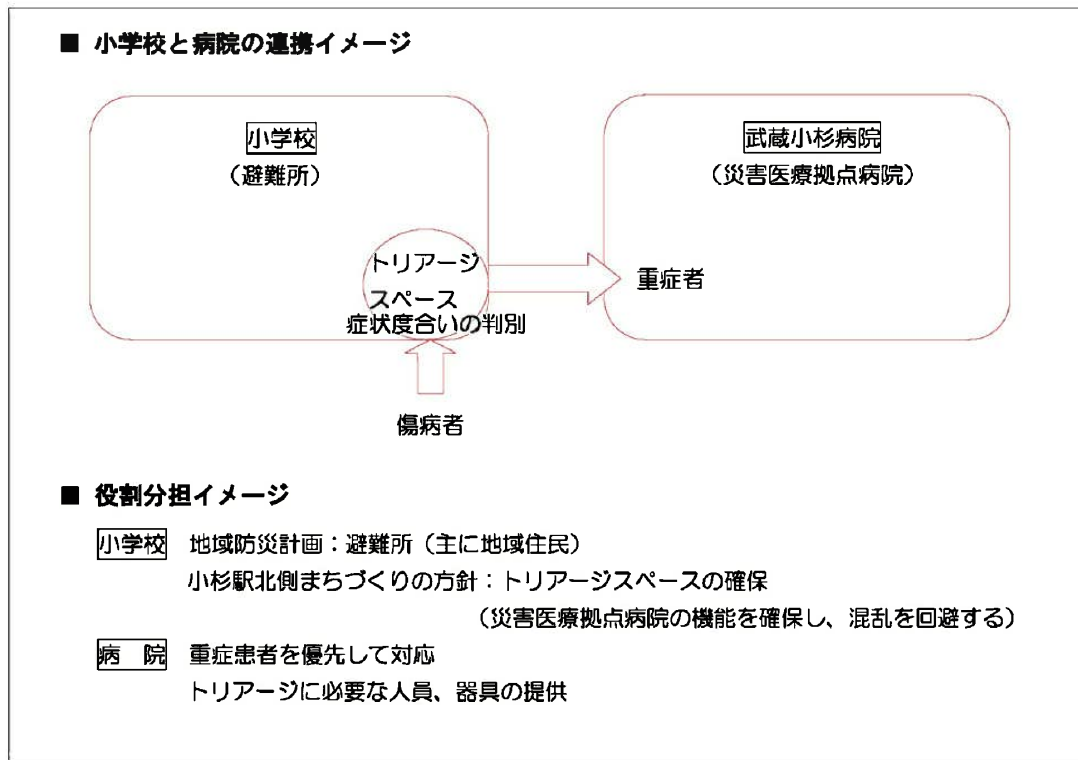 ■ 小学校と病院の連携イメージ
小学校
（避難所）
武蔵小杉病院
（災害医療拠点病院）
トリアージ
スペース
症状度合いの判別
重症者
傷病者
■ 役割分担イメージ
小学校 地域防災計画：避難所（主に地域住民）
小杉駅北側まちづくりの方針：トリアージスペースの確保
（災害医療拠点病院の機能を確保し、混乱を回避する）
病　院 重症患者を優先して対応
トリアージに必要な人員、器具の提供